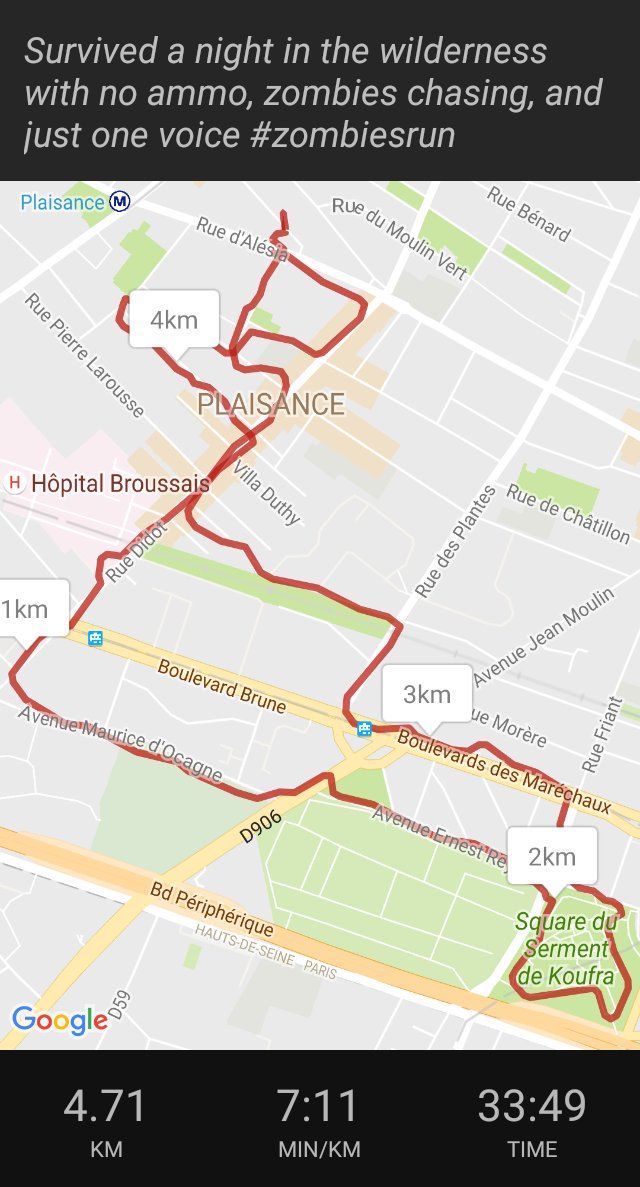 Survived a night in the wilderness
with no ammo, zombies chasing, and
just one voice #zombiesrun
Plaisance M
Rue du Moulin Vert
Rue Bénard
Rue d'Alésia
4km
Rue Pierre Larousse
PLAISANCE
H Hôpital Broussais
Villa Duthy
Rue de Châtillon
Rue des Plantes
Rue Didot
1km
Avenue Jean Moulin
Boulevard Brune
3km
Rue Friant
Avenue Maurice d'Ocagne
ue Morère
Boulevards des Maréchaux
D906
Avenue Ernest Rey
2km
Bd Périphérique
HAUTS-DE-SEINE
PARIS
Square du
Serment
de Koufra
Google
D59
4.71
7:11
33:49
KM
MIN/KM
TIME